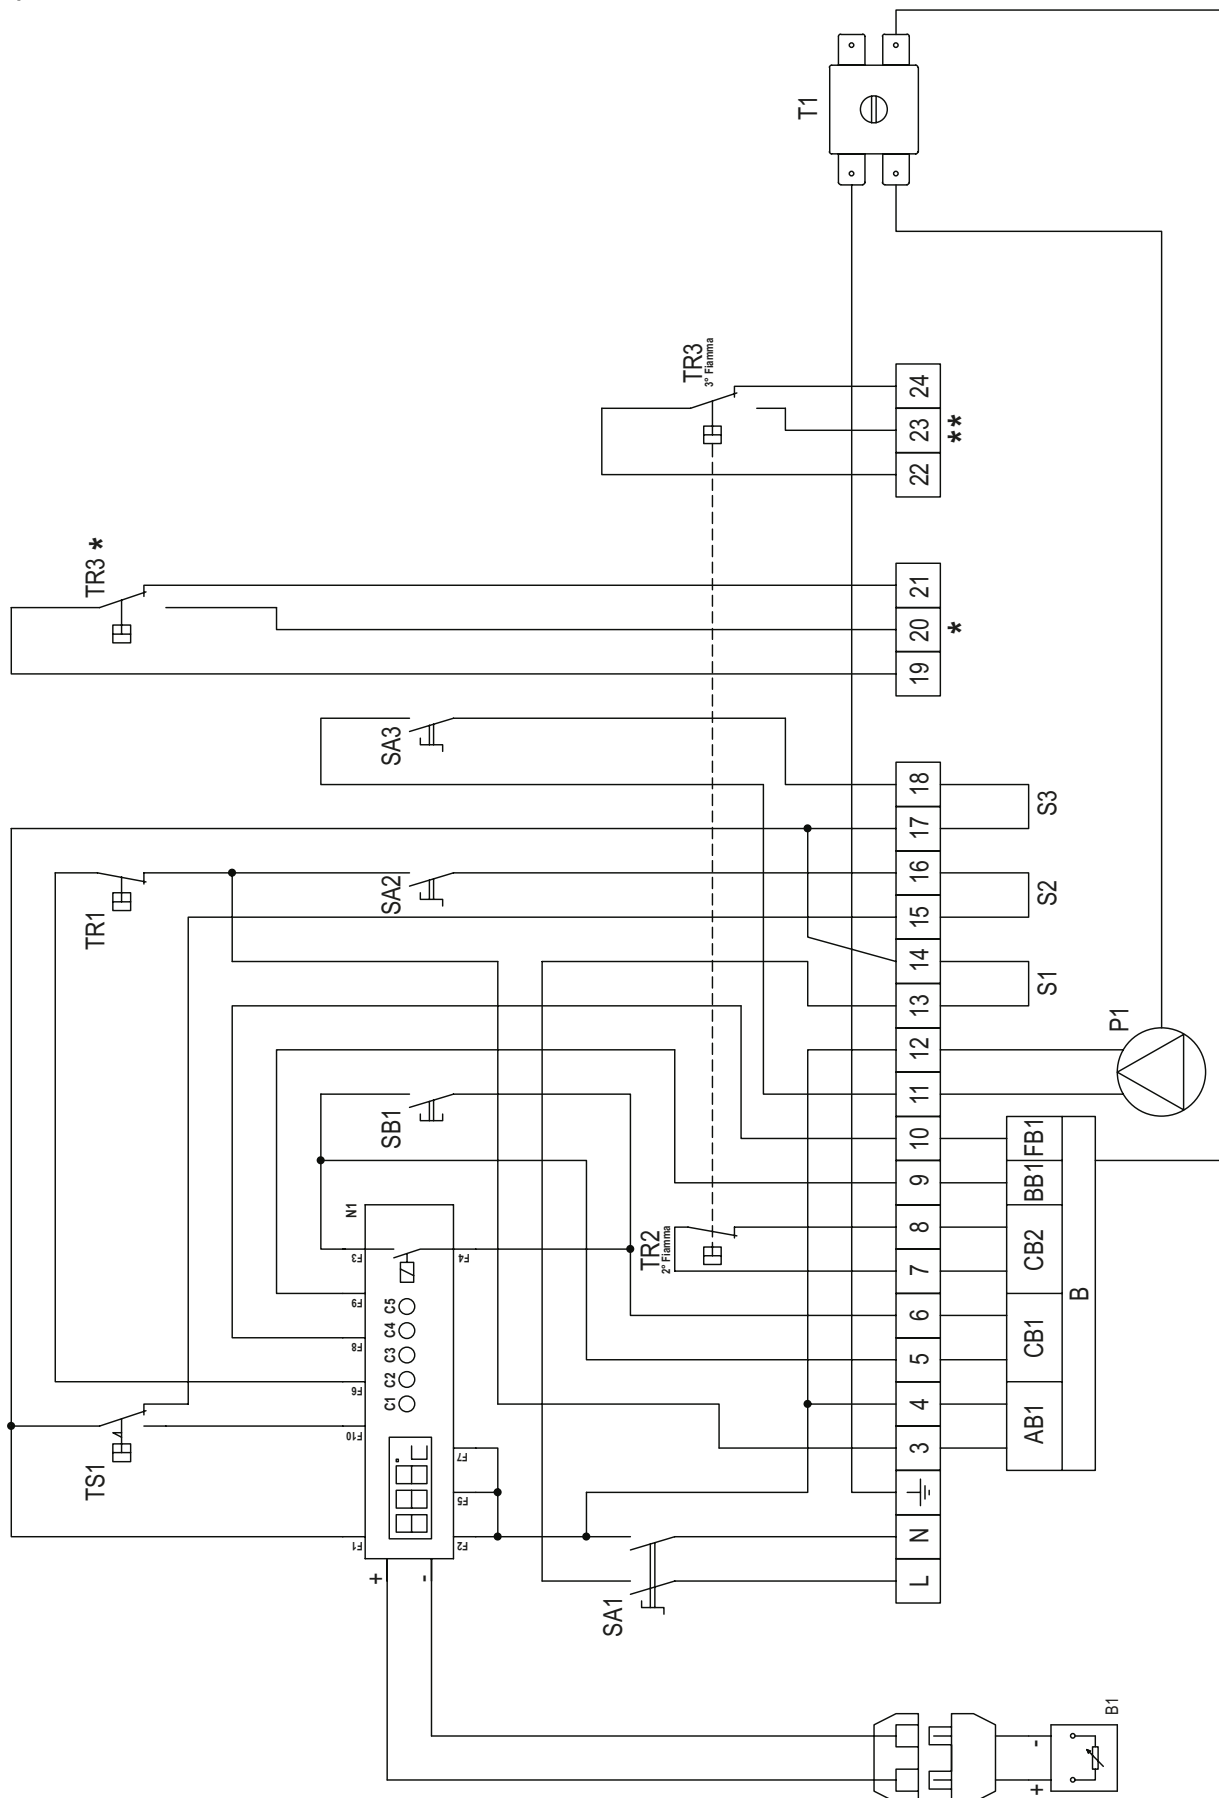 TS1
TR1
TR3 *
N1
F1
F10
F6
F8
F9
F3
F2
F5
F7
F4
C1 C2 C3 C4 C5
+
-
SB1
SA2
SA3
SA1
TR2
2° Fiamma
TR3
3° Fiamma
T1
L
N
3
4
5
6
7
8
9
10
11
12
13
14
15
16
17
18
19
20
21
22
23
24
*
**
AB1
CB1
CB2
BB1
FB1
B
P1
S1
S2
S3
+
-
B1